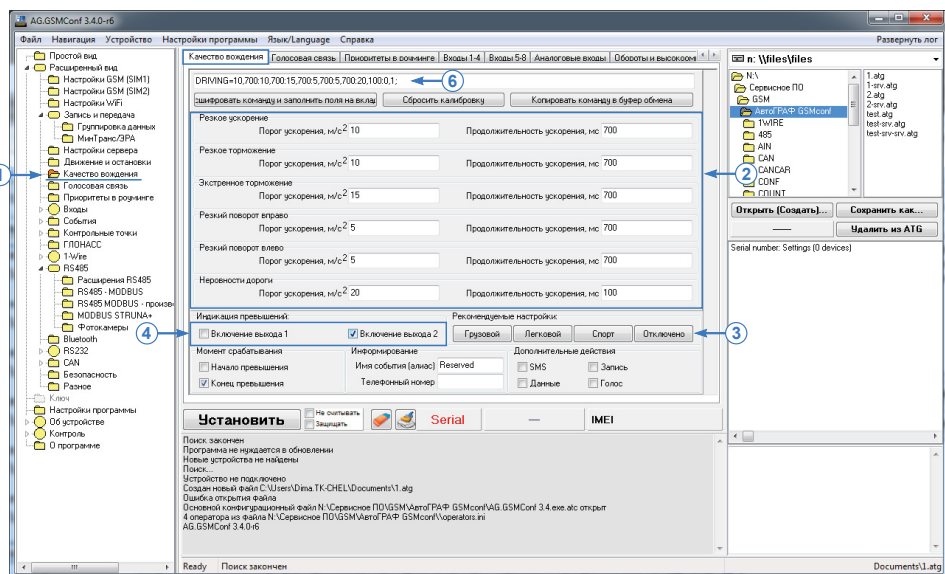 AG.GSMConf 3.4.0-r6
Файл Навигация Устройство Настройки программы Язык/Language Справка Развернуть лог
Простой вид
Расширенный вид
Настройки GSM (SIM1)
Настройки GSM (SIM2)
Настройки WiFi
Запись и передача
Группировка данных
МинТранс/ЭРА
Настройки сервера
Движение и остановки
Качество вождения
Голосовая связь
Приоритеты в роуминге
Входы
События
Контрольные точки
ГЛОНАСС
1-Wire
RS485
Расширения RS485
RS485 - MODBUS
RS485 MODBUS - произв
MODBUS STRUNA+
Фотокамеры
Bluetooth
RS232
CAN
Безопасность
Разное
Ключ
Настройки программы
Об устройстве
Контроль
О программе
1
Качество вождения Голосовая связь Приоритеты в роуминге Входы 1-4 Входы 5-8 Аналоговые входы Обороты и высокоом
DRIVING=10,700:10,700:15,700:5,700:5,700:20,100:0,1;
6
сшифровать команду и заполнить поля на вклад Сбросить калибровку Копировать команду в буфер обмена
Резкое ускорение
Порог ускорения, м/с2 10 Продолжительность ускорения, мс 700
Резкое торможение
Порог ускорения, м/с2 10 Продолжительность ускорения, мс 700
2
Экстренное торможение
Порог ускорения, м/с2 15 Продолжительность ускорения, мс 700
Резкий поворот вправо
Порог ускорения, м/с2 5 Продолжительность ускорения, мс 700
Резкий поворот влево
Порог ускорения, м/с2 5 Продолжительность ускорения, мс 700
Неровности дороги
Порог ускорения, м/с2 20 Продолжительность ускорения, мс 100
Индикация превышений: Рекомендуемые настройки:
4 Включение выхода 1 Включение выхода 2 Грузовой Легковой Спорт Отключено 3
Момент срабатывания Информирование Дополнительные действия
Начало превышения Имя события (алиас) Reserved SMS Запись
Конец превышения Телефонный номер Данные Голос
Установить Не считывать Защищать Serial — IMEI
Поиск закончен
Программа не нуждается в обновлении
Новые устройства не найдены
Поиск...
Устройство не подключено
Создан новый файл C:\Users\Dima.TK-CHEL\Documents\1.atg
Ошибка открытия файла
Основной конфигурационный файл N:\Сервисное ПО\GSM\АвтоГРАФ GSMconf\AG.GSMConf 3.4.exe.atc открыт
4 оператора из файла N:\Сервисное ПО\GSM\АвтоГРАФ GSMconf\\operators.ini
AG.GSMConf 3.4.0-r6
n: \\files\files
N:\
Сервисное ПО
GSM
АвтоГРАФ GSMconf
1WIRE
485
AIN
CAN
CANCAR
CONF
COUNT
1.atg
1-srv.atg
2.atg
2-srv.atg
test.atg
test-srv.atg
test-srv-srv.atg
Открыть (Создать)... Сохранить как...
— Удалить из ATG
Serial number: Settings (0 devices)
Ready Поиск закончен Documents\1.atg